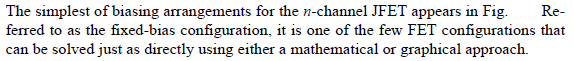 The simplest of biasing arrangements for the n-channel JFET appears in Fig. Re-
ferred to as the fixed-bias configuration, it is one of the few FET configurations that
can be solved just as directly using either a mathematical or graphical approach.